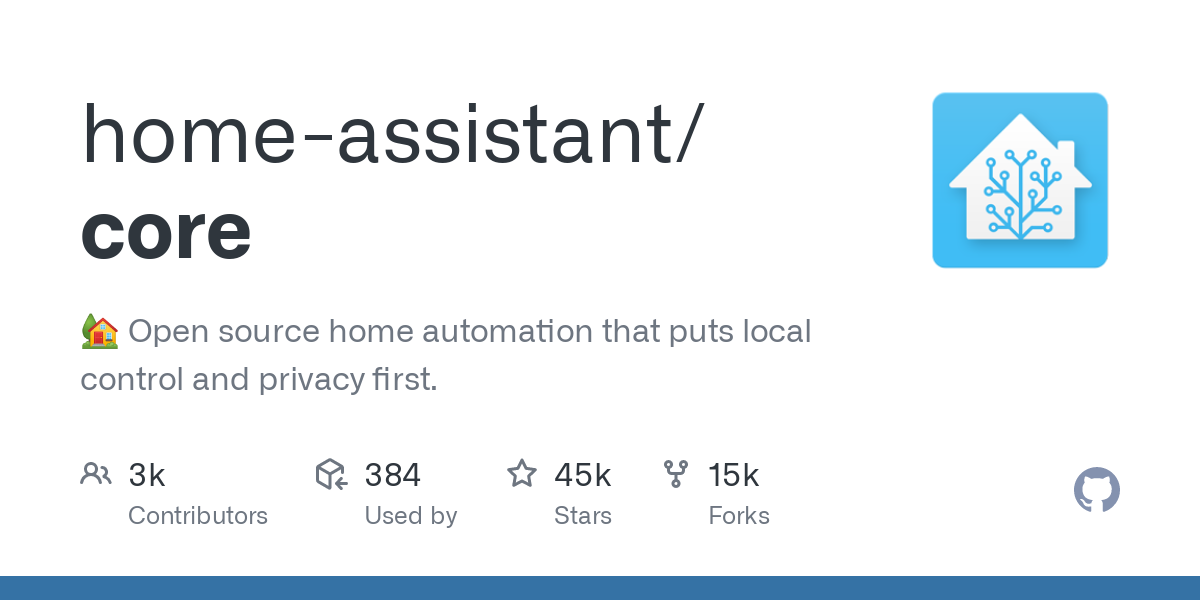 home-assistant/
core
🏡 Open source home automation that puts local
control and privacy first.
3k
Contributors
384
Used by
45k
Stars
15k
Forks